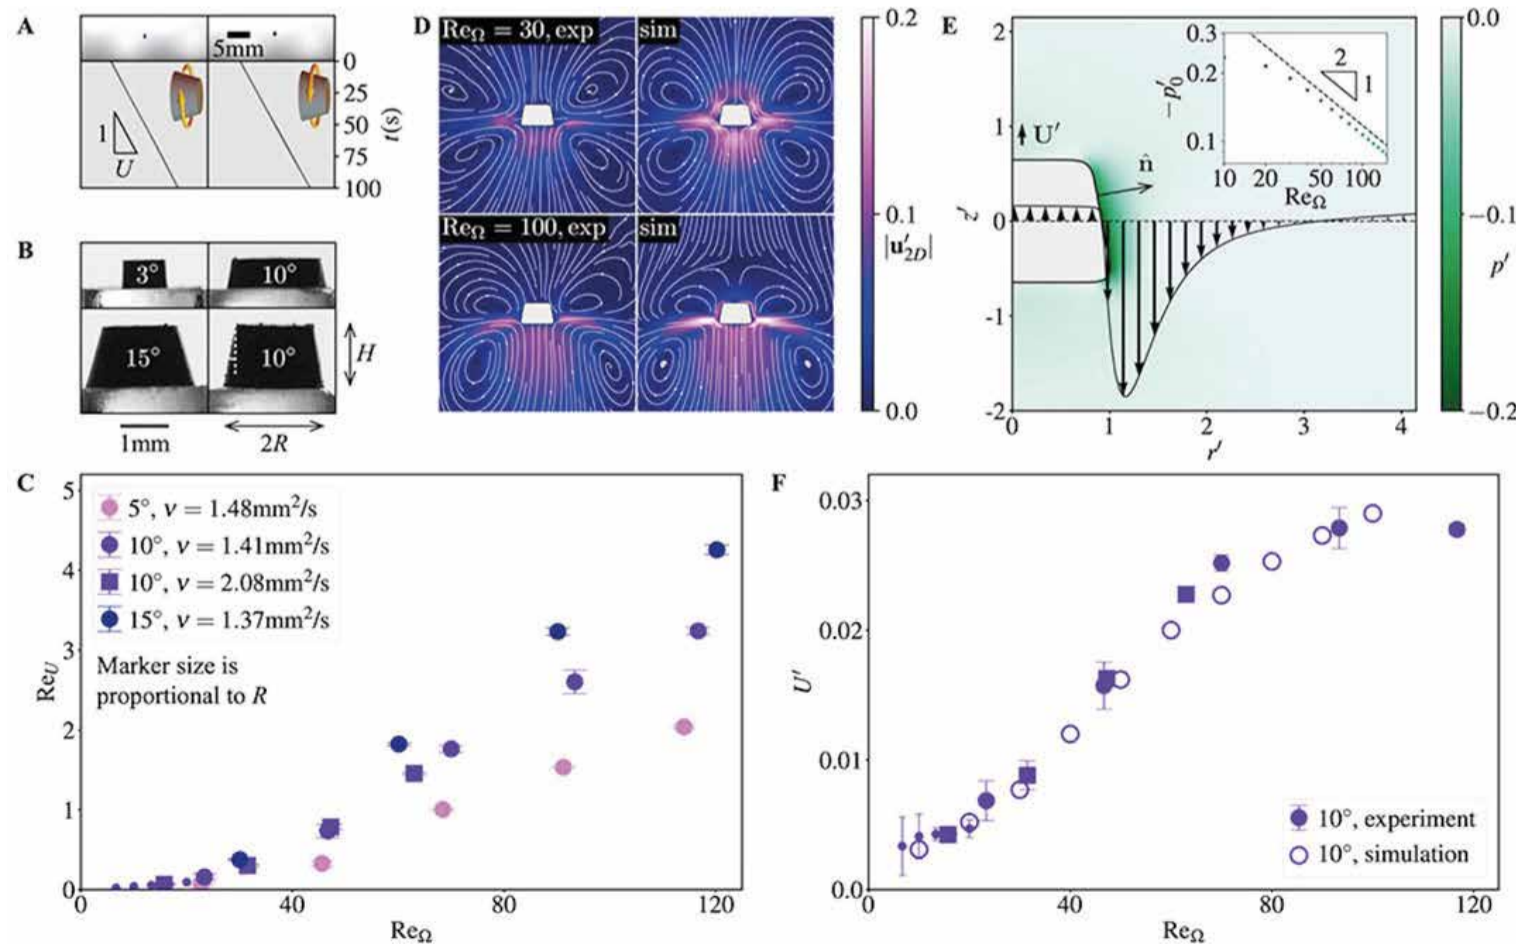 A
5mm
0
25
50
75
100
t(s)
1
U
B
3°
10°
15°
10°
H
1mm
2R
D
Re_Ω = 30, exp
sim
Re_Ω = 100, exp
sim
0.2
0.1
0.0
|u′_2D|
E
2
1
0
-1
-2
z′
U′
n̂
0.3
0.2
0.1
−p′_0
2
1
10 20 50 100
Re_Ω
0 1 2 3 4
r′
0.0
−0.1
−0.2
p′
C
5
4
3
2
1
0
Re_U
5°, ν = 1.48mm²/s
10°, ν = 1.41mm²/s
10°, ν = 2.08mm²/s
15°, ν = 1.37mm²/s
Marker size is
proportional to R
0 40 80 120
Re_Ω
F
0.03
0.02
0.01
0.0
U′
10°, experiment
10°, simulation
0 40 80 120
Re_Ω